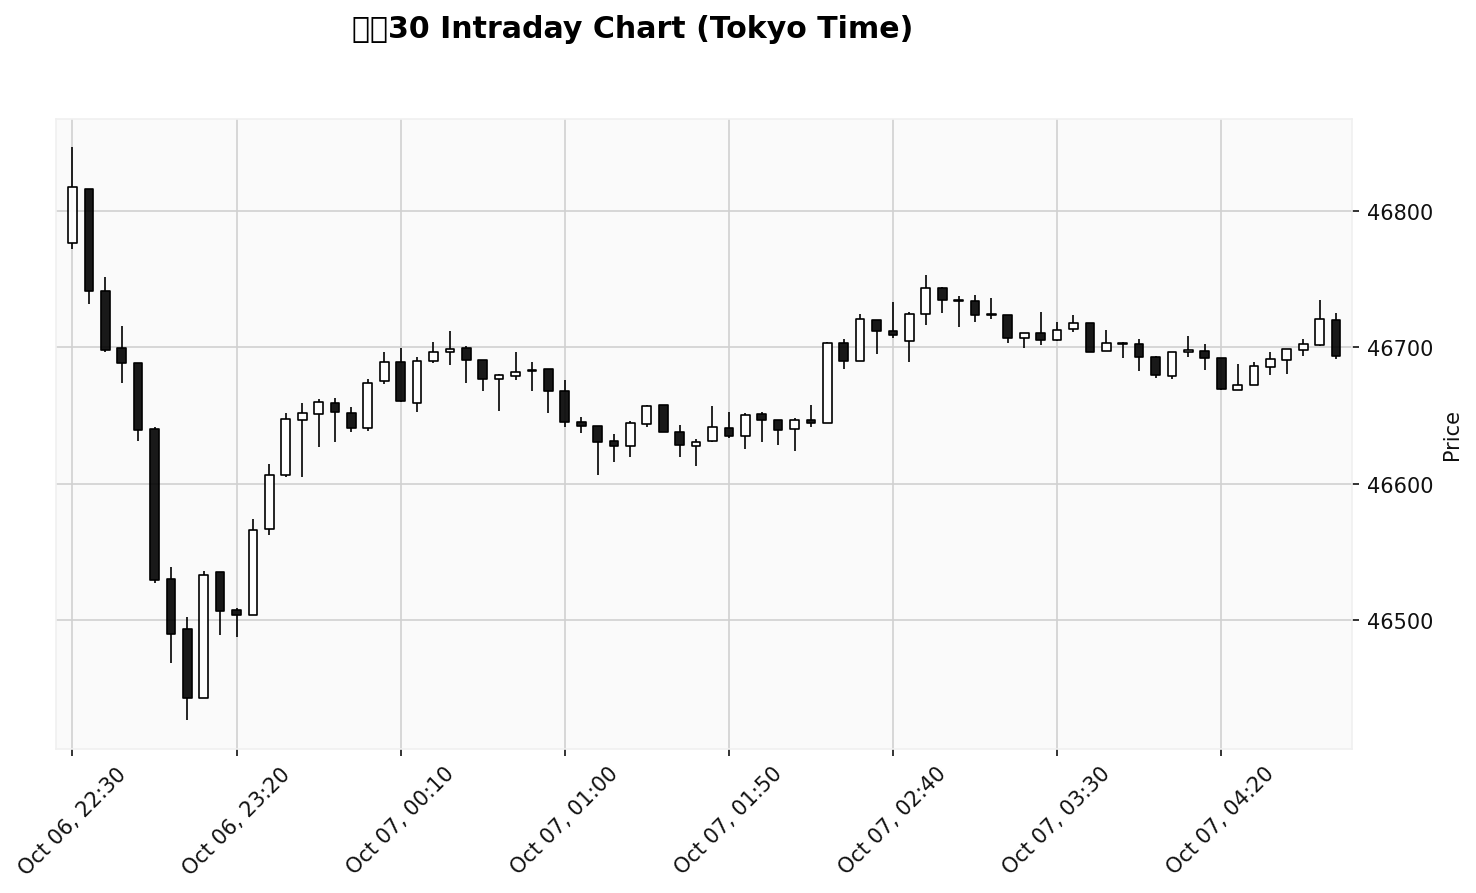 30 Intraday Chart (Tokyo Time)
46800
46700
46600
46500
Price
Oct 06, 22:30
Oct 06, 23:20
Oct 07, 00:10
Oct 07, 01:00
Oct 07, 01:50
Oct 07, 02:40
Oct 07, 03:30
Oct 07, 04:20